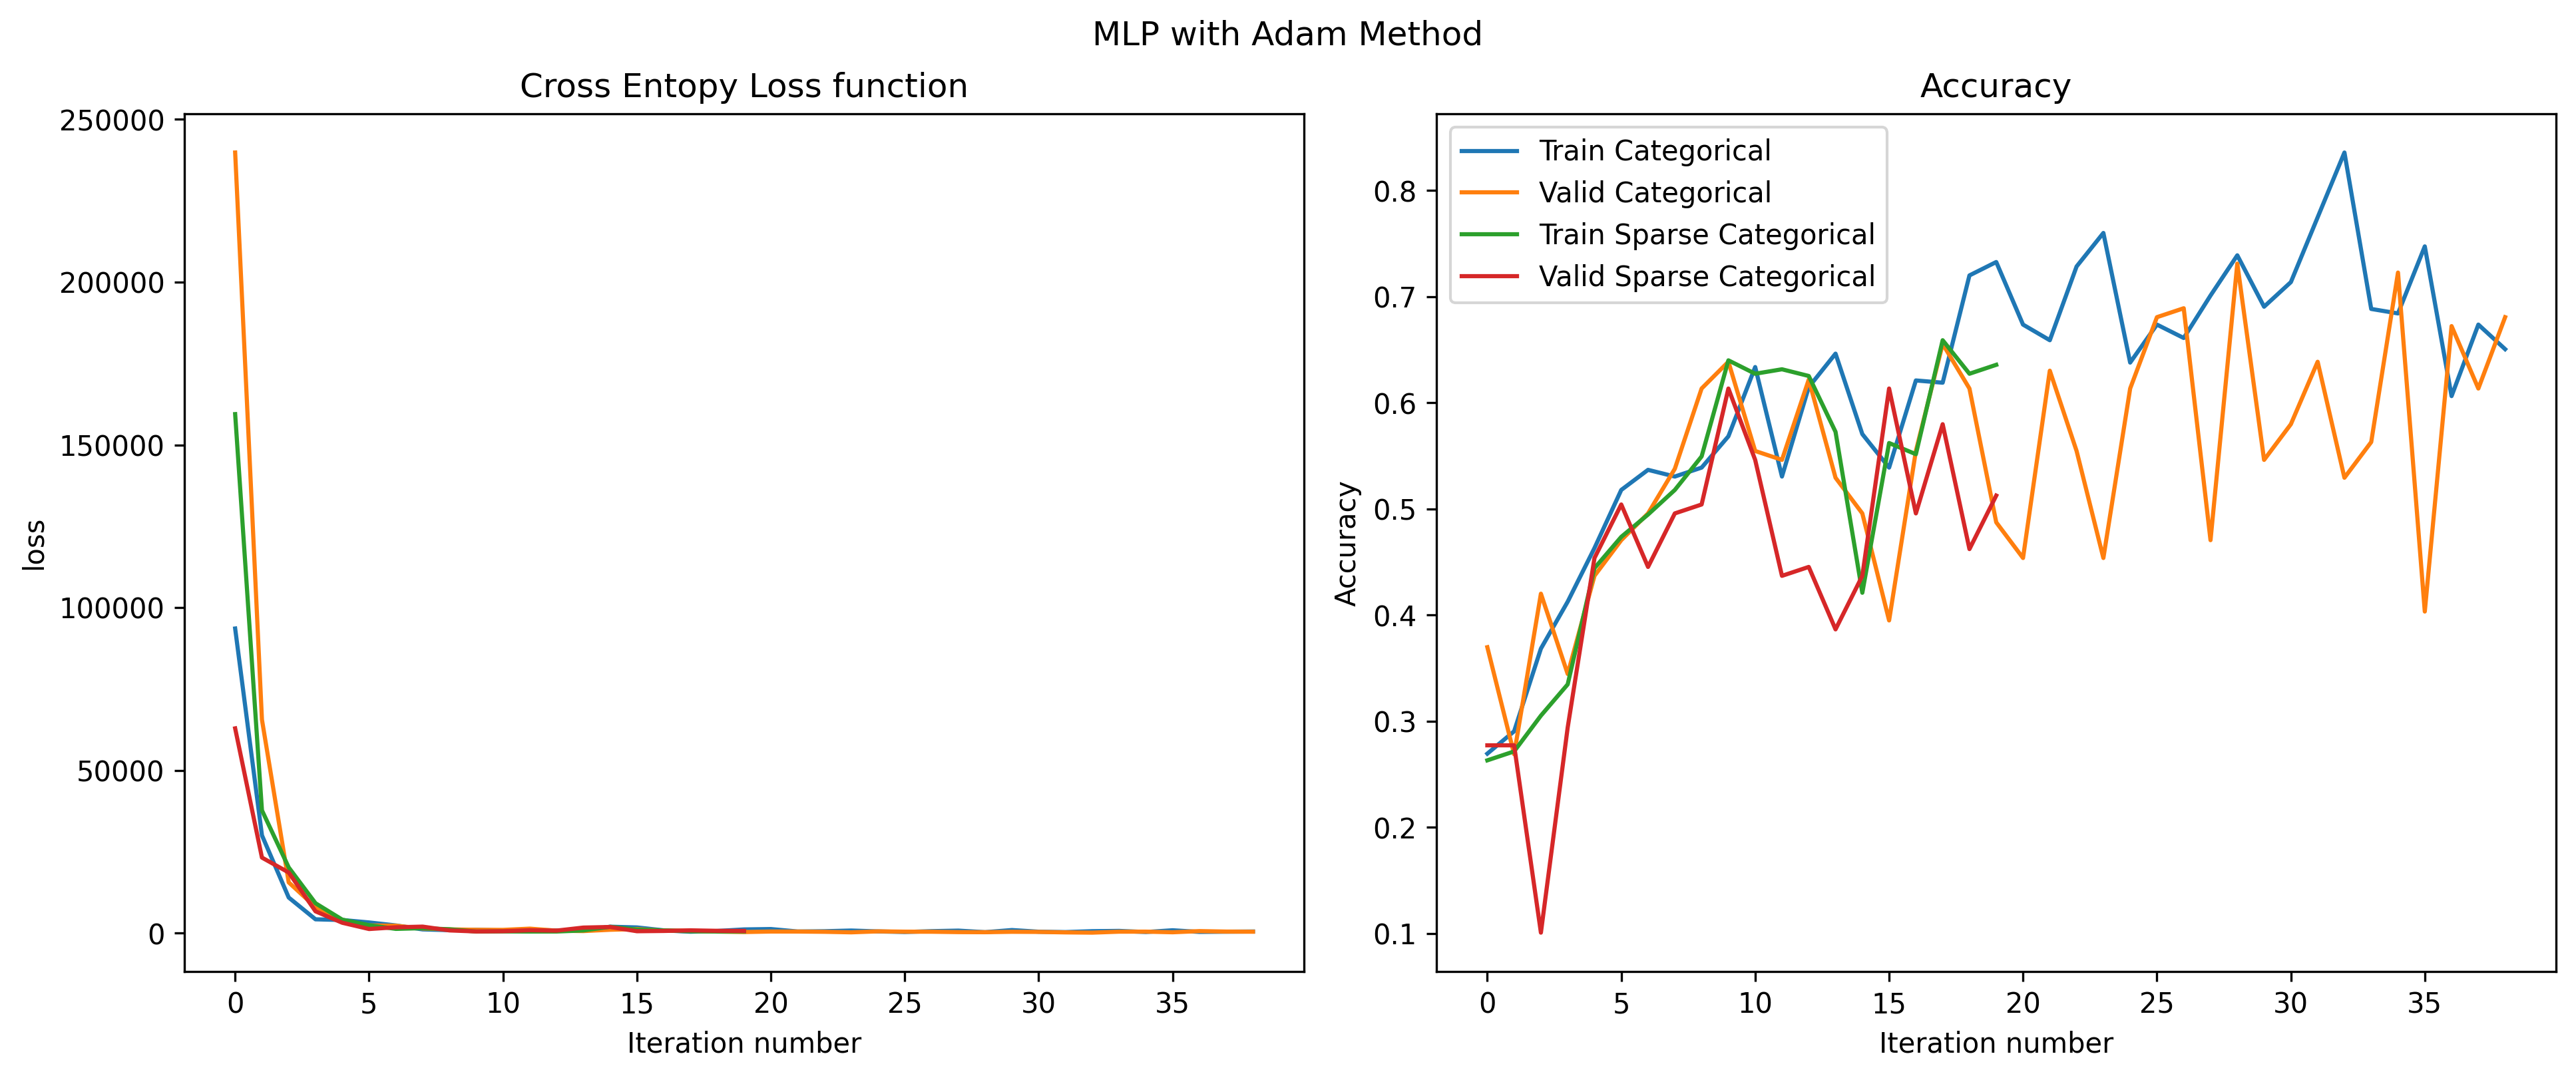 MLP with Adam Method
Cross Entopy Loss function
250000
200000
150000
100000
50000
0
loss
0 5 10 15 20 25 30 35
Iteration number
Accuracy
Train Categorical
Valid Categorical
Train Sparse Categorical
Valid Sparse Categorical
0.8
0.7
0.6
0.5
0.4
0.3
0.2
0.1
Accuracy
0 5 10 15 20 25 30 35
Iteration number